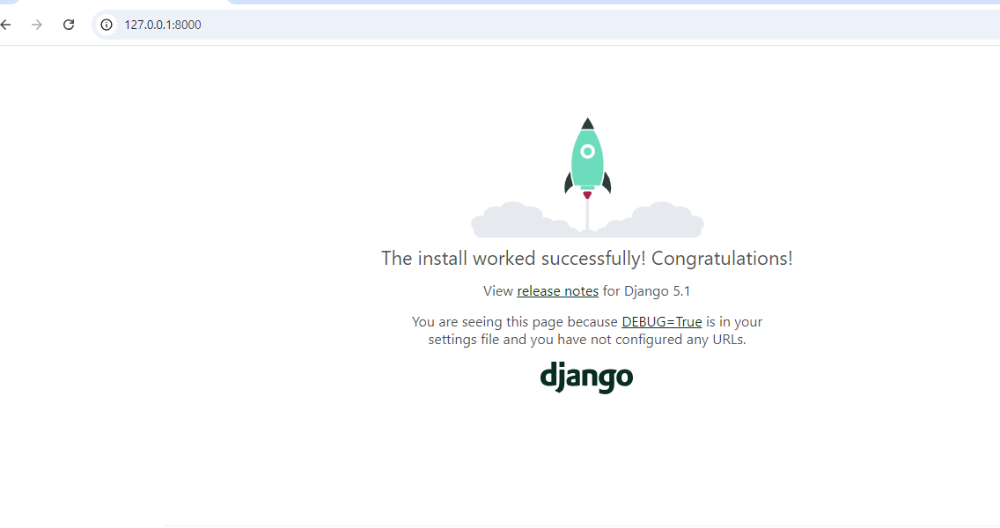 127.0.0.1:8000
The install worked successfully! Congratulations!
View release notes for Django 5.1
You are seeing this page because DEBUG=True is in your
settings file and you have not configured any URLs.
django